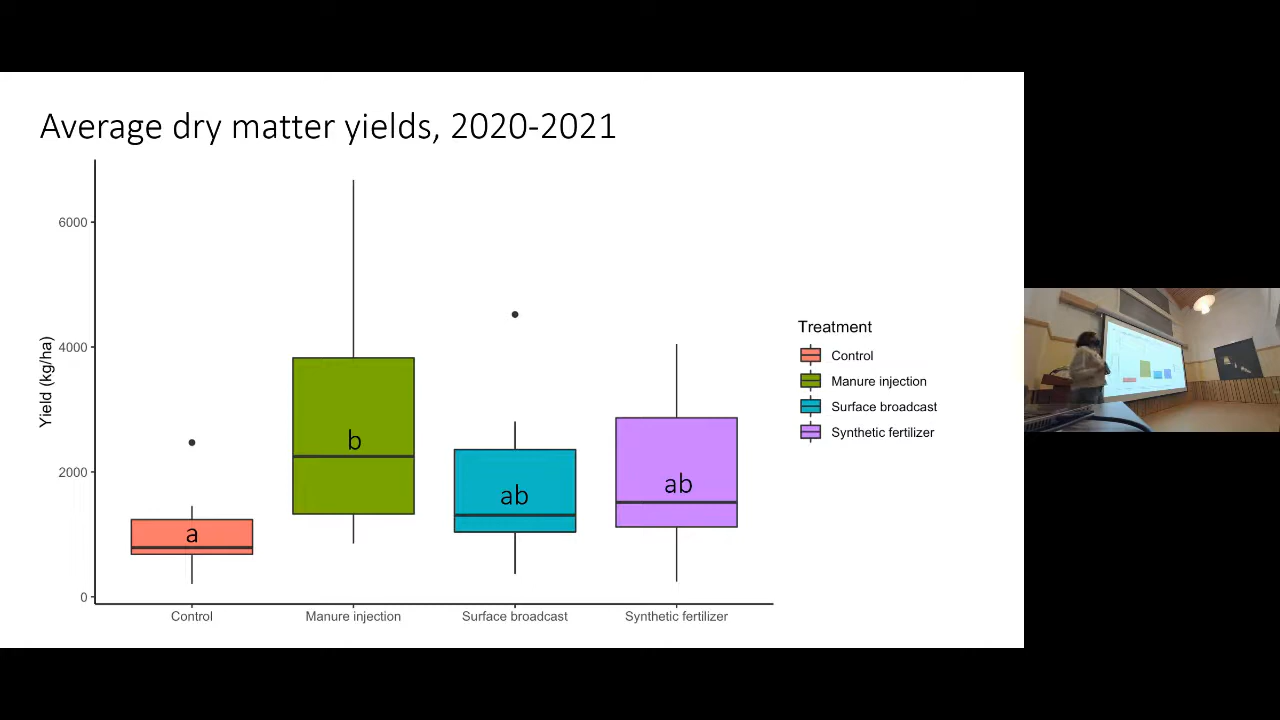 Average dry matter yields, 2020-2021
Yield (kg/ha)
6000
4000
2000
0
a
b
ab
ab
Control
Manure injection
Surface broadcast
Synthetic fertilizer
Treatment
Control
Manure injection
Surface broadcast
Synthetic fertilizer